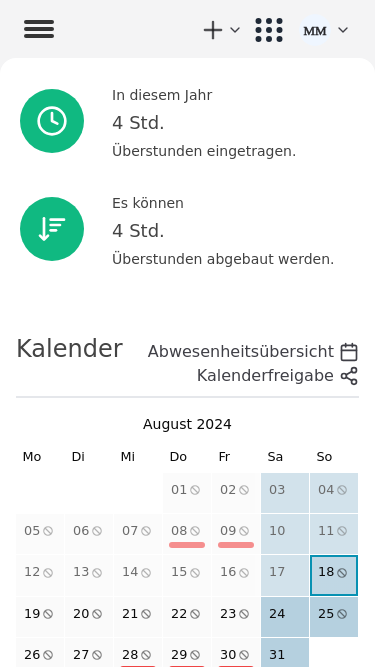 MM
In diesem Jahr
4 Std.
Überstunden eingetragen.
Es können
4 Std.
Überstunden abgebaut werden.
Kalender
Abwesenheitsübersicht
Kalenderfreigabe
August 2024
Mo Di Mi Do Fr Sa So
01 02 03 04
05 06 07 08 09 10 11
12 13 14 15 16 17 18
19 20 21 22 23 24 25
26 27 28 29 30 31